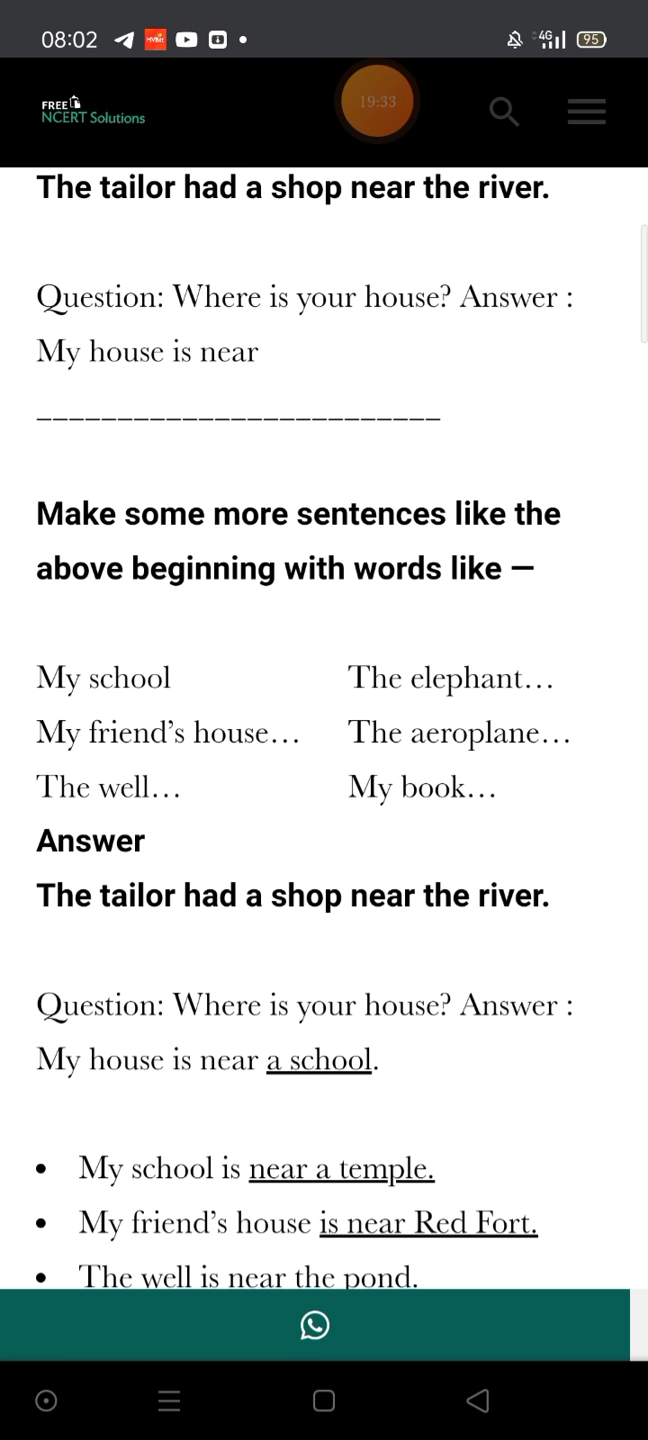 08:02
4G
95
FREE
NCERT Solutions
19:33
The tailor had a shop near the river.
Question: Where is your house? Answer :
My house is near
_________________________
Make some more sentences like the
above beginning with words like —
My school The elephant…
My friend’s house… The aeroplane…
The well… My book…
Answer
The tailor had a shop near the river.
Question: Where is your house? Answer :
My house is near a school.
• My school is near a temple.
• My friend’s house is near Red Fort.
• The well is near the pond.